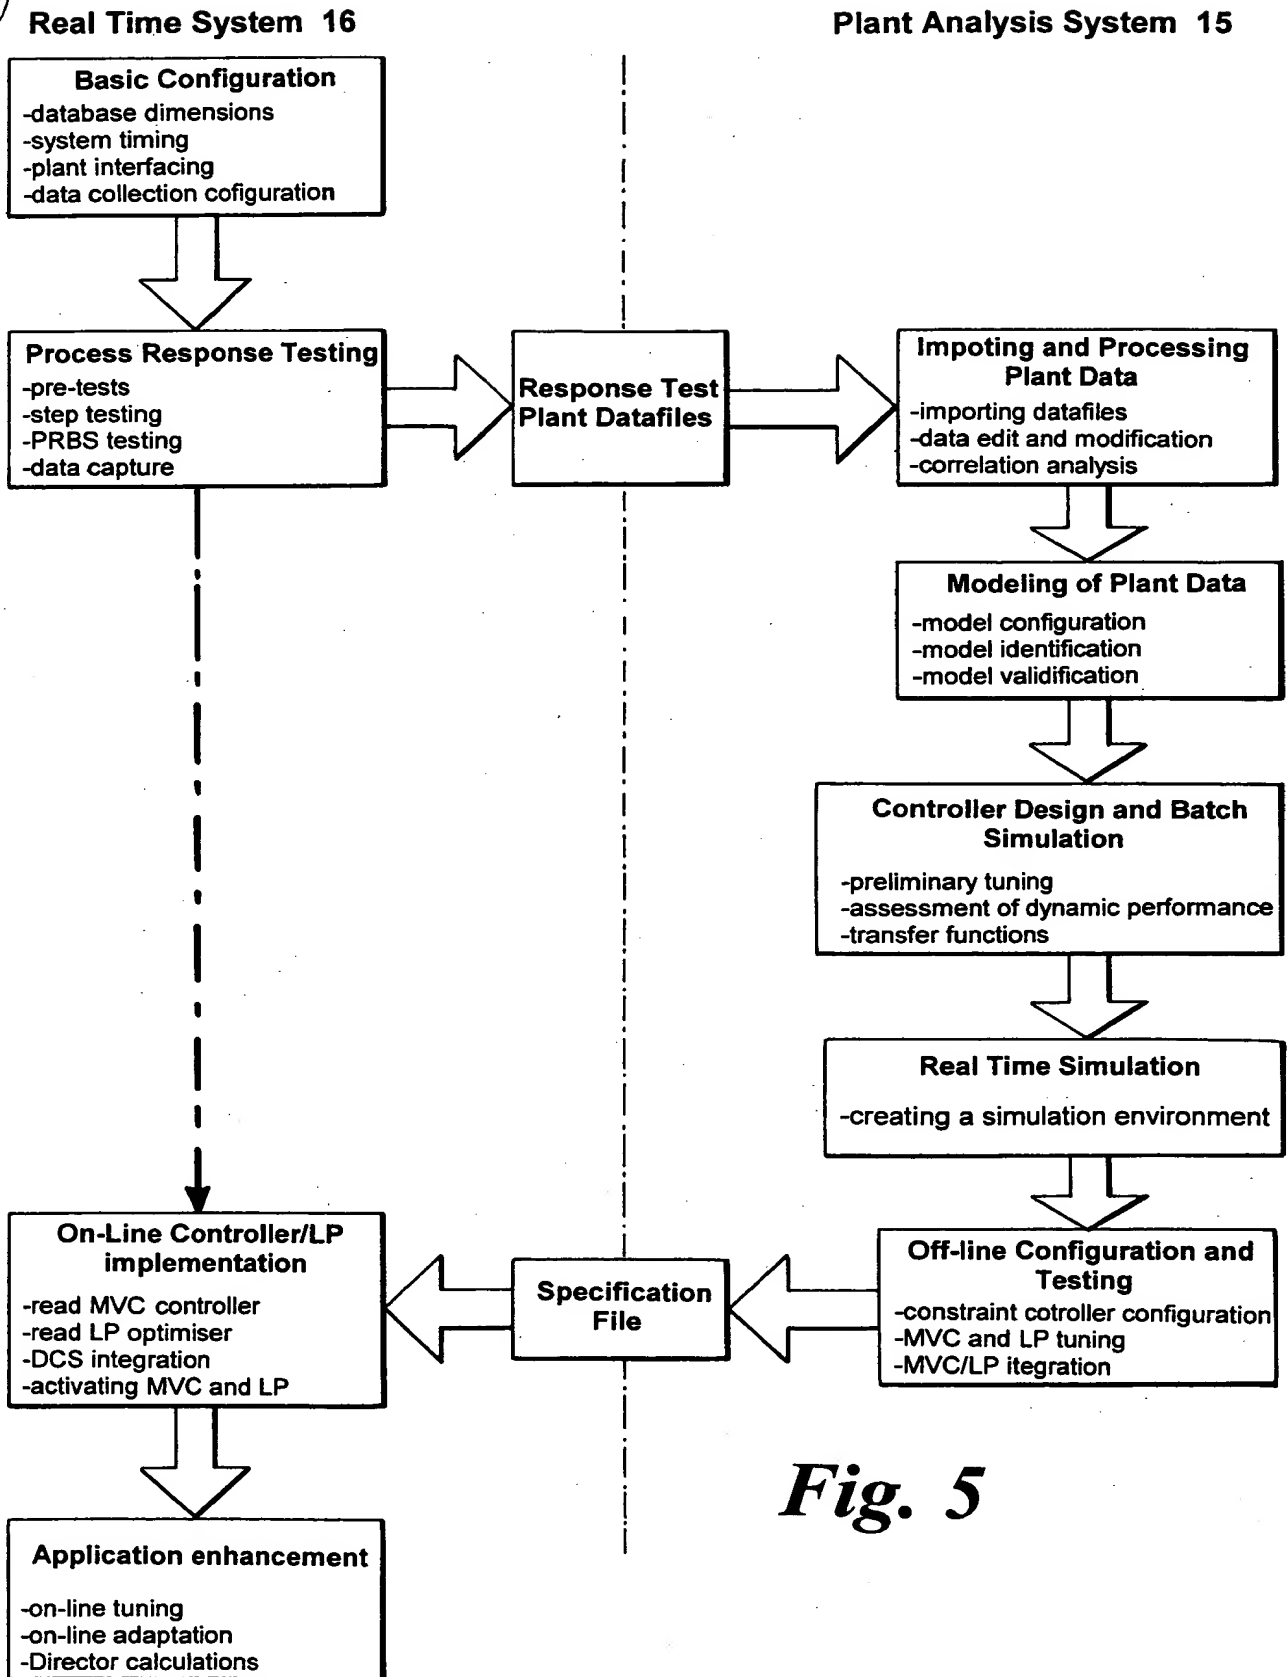 Real Time System 16
Plant Analysis System 15
Basic Configuration
-database dimensions
-system timing
-plant interfacing
-data collection cofiguration
Process Response Testing
-pre-tests
-step testing
-PRBS testing
-data capture
Response Test
Plant Datafiles
Impoting and Processing
Plant Data
-importing datafiles
-data edit and modification
-correlation analysis
Modeling of Plant Data
-model configuration
-model identification
-model validification
Controller Design and Batch
Simulation
-preliminary tuning
-assessment of dynamic performance
-transfer functions
Real Time Simulation
-creating a simulation environment
Off-line Configuration and
Testing
-constraint cotroller configuration
-MVC and LP tuning
-MVC/LP itegration
Specification
File
On-Line Controller/LP
implementation
-read MVC controller
-read LP optimiser
-DCS integration
-activating MVC and LP
Application enhancement
-on-line tuning
-on-line adaptation
-Director calculations
Fig. 5